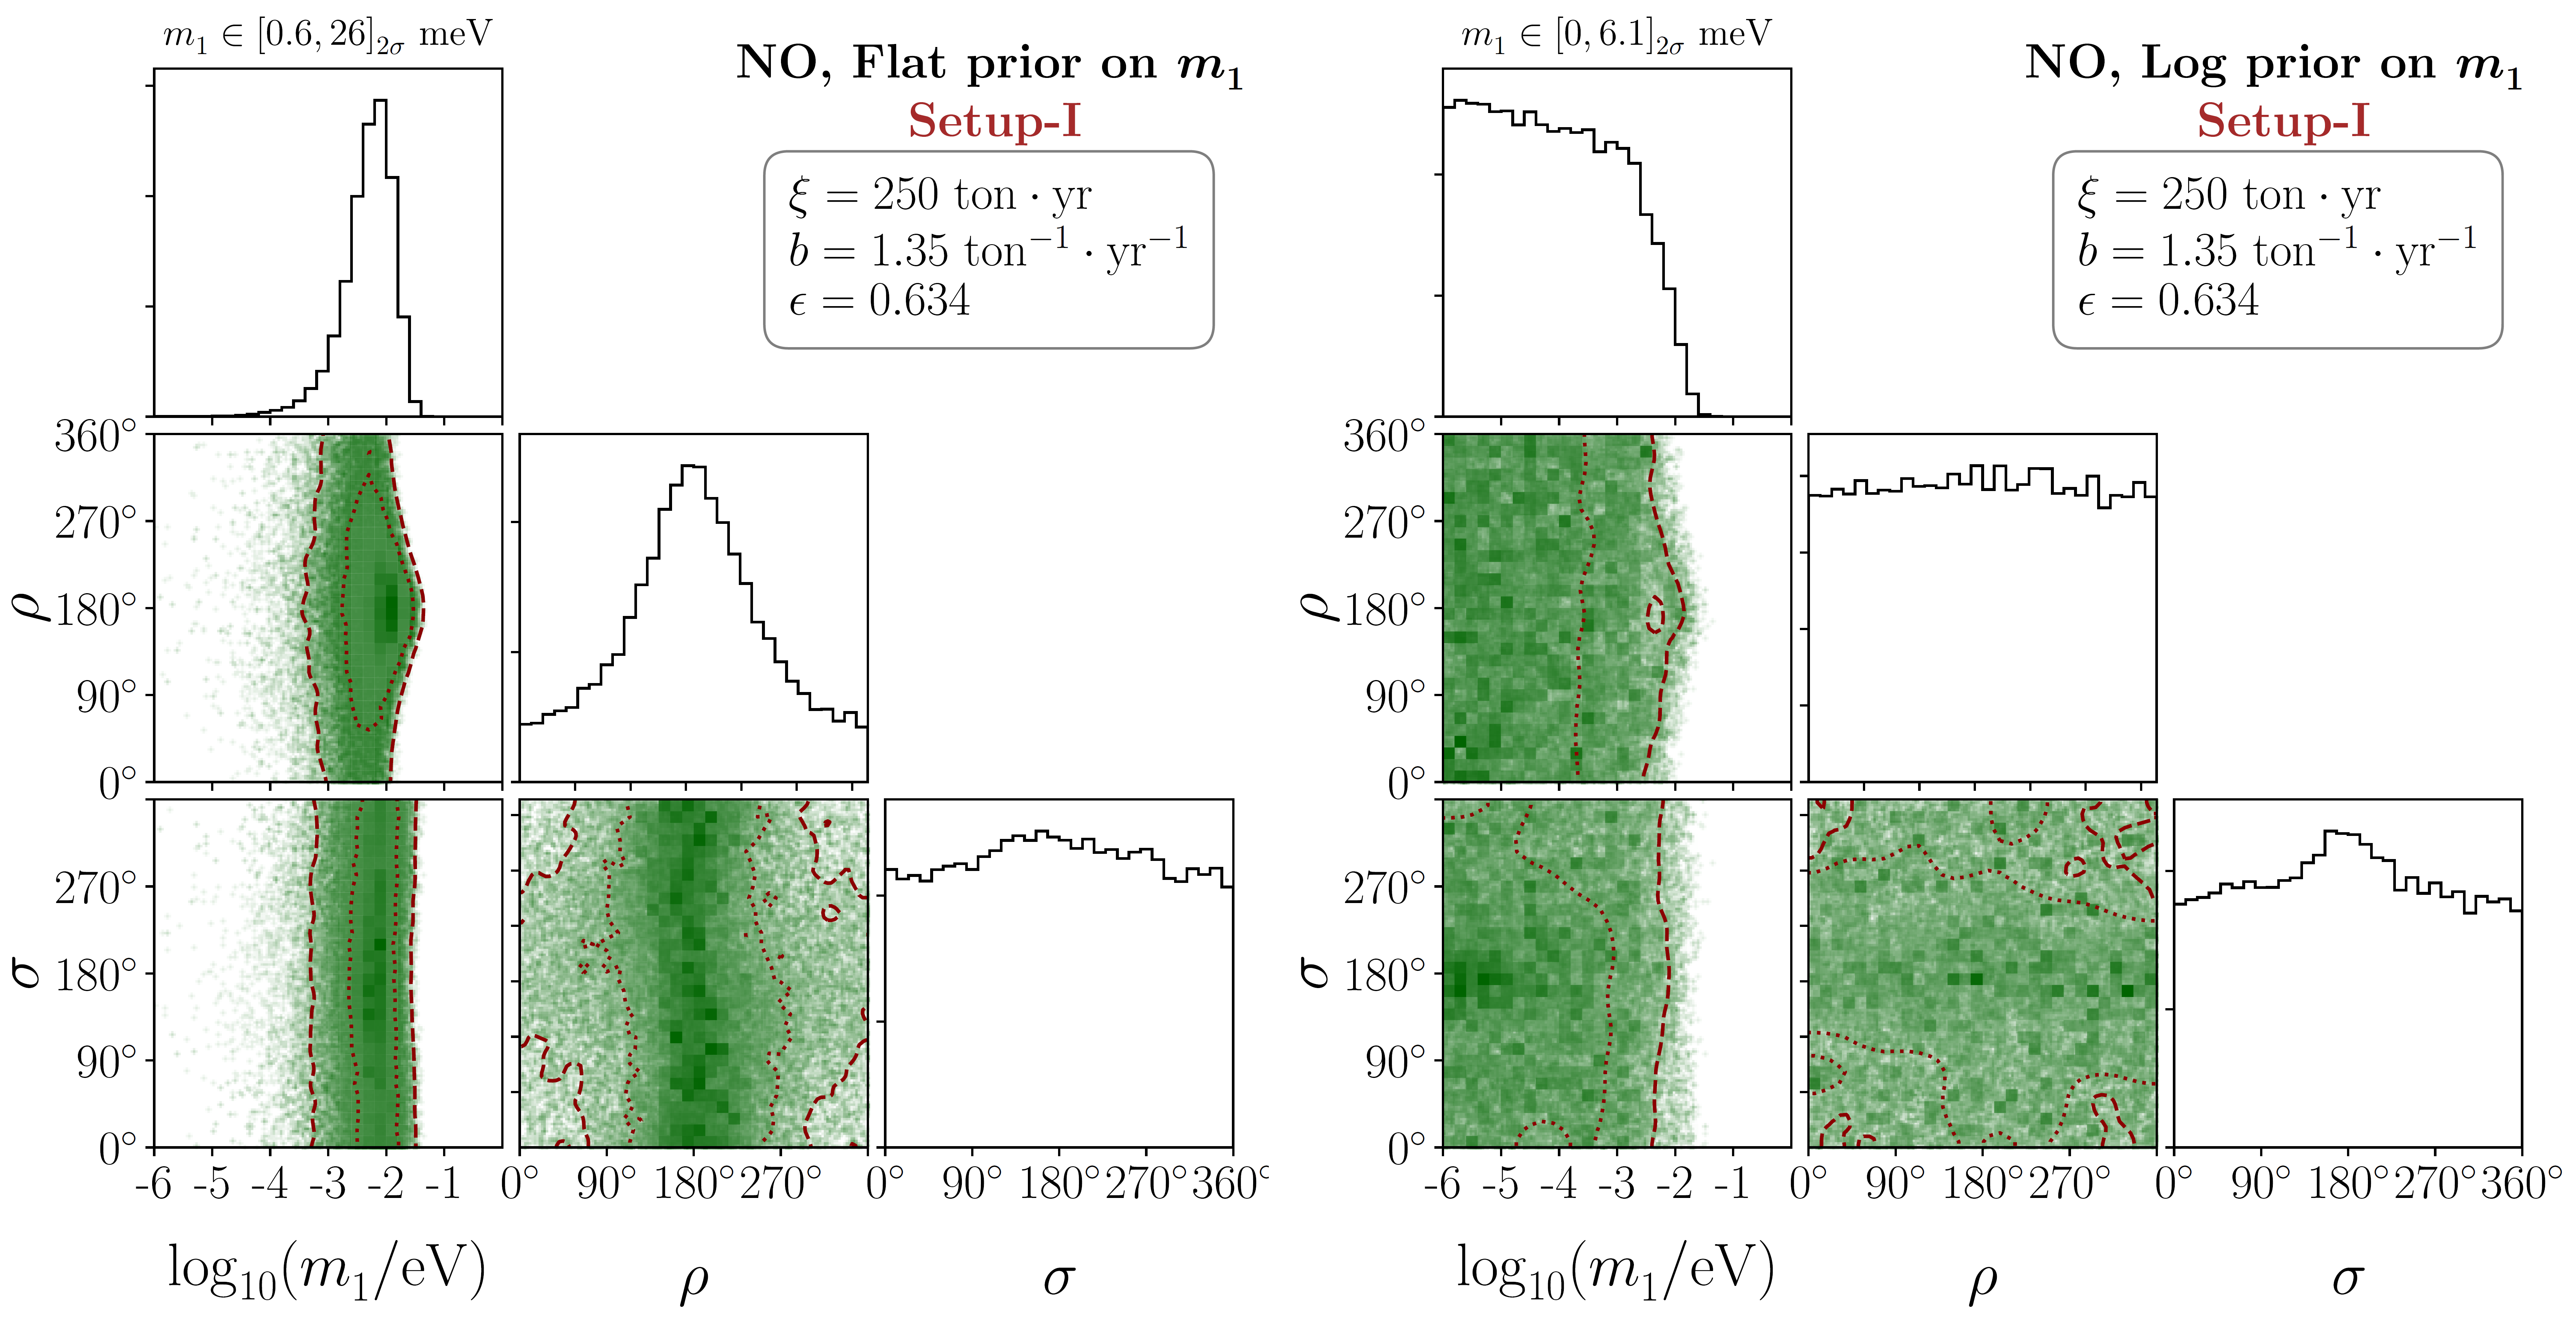 m₁ ∈ [0.6, 26]₂σ meV
NO, Flat prior on m₁
Setup-I
ξ = 250 ton · yr
b = 1.35 ton⁻¹ · yr⁻¹
ϵ = 0.634
360°
270°
ρ
180°
90°
0°
270°
σ
180°
90°
0°
-6 -5 -4 -3 -2 -1 0° 90° 180° 270° 0° 90° 180° 270° 360°
log₁₀(m₁/eV) ρ σ
m₁ ∈ [0, 6.1]₂σ meV
NO, Log prior on m₁
Setup-I
ξ = 250 ton · yr
b = 1.35 ton⁻¹ · yr⁻¹
ϵ = 0.634
360°
270°
ρ
180°
90°
0°
270°
σ
180°
90°
0°
-6 -5 -4 -3 -2 -1 0° 90° 180° 270° 0° 90° 180° 270° 360°
log₁₀(m₁/eV) ρ σ